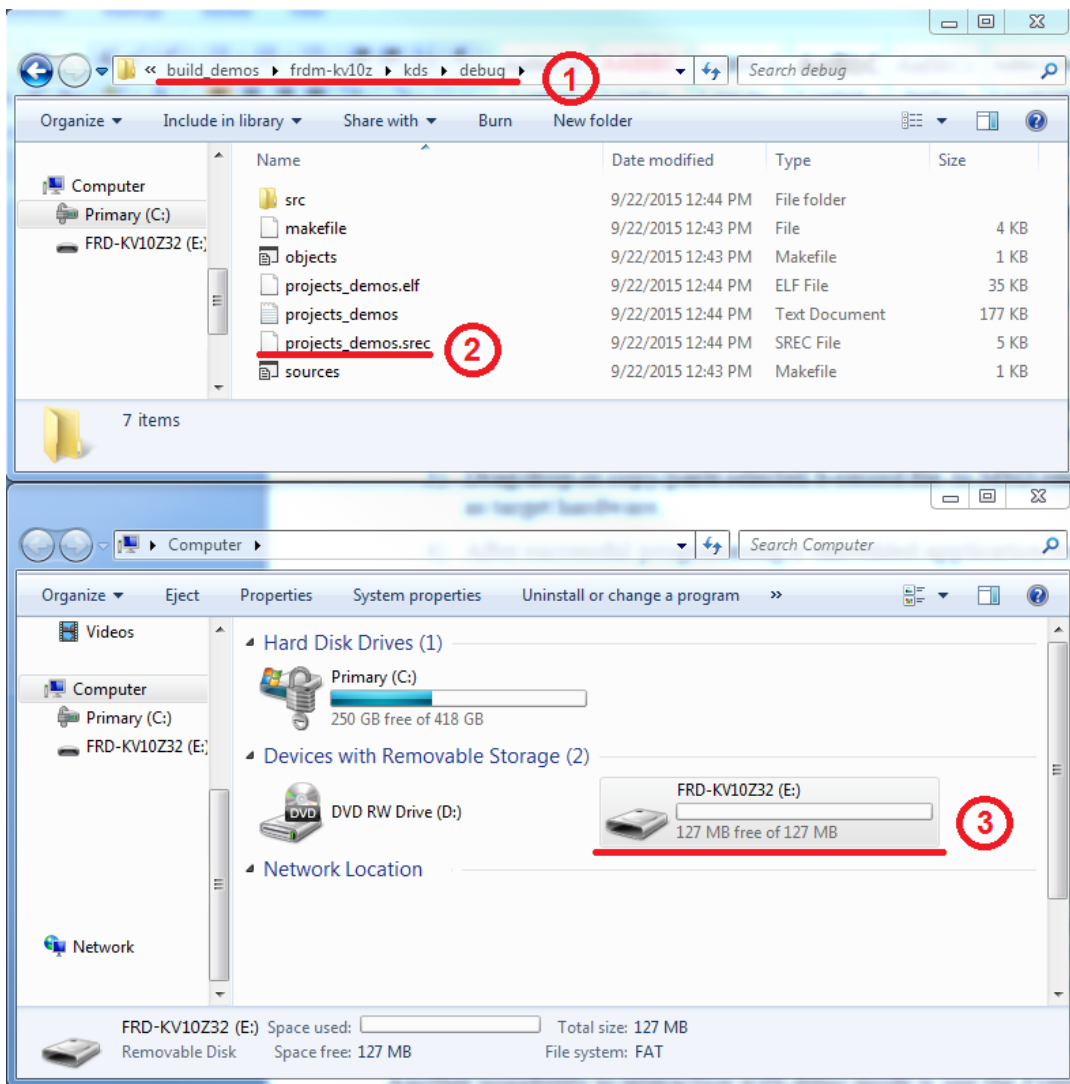 « build_demos ▸ frdm-kv10z ▸ kds ▸ debug ▸ 1 Search debug
Organize Include in library Share with Burn New folder
Name Date modified Type Size
Computer
Primary (C:)
FRD-KV10Z32 (E:)
src 9/22/2015 12:44 PM File folder
makefile 9/22/2015 12:43 PM File 4 KB
objects 9/22/2015 12:43 PM Makefile 1 KB
projects_demos.elf 9/22/2015 12:44 PM ELF File 35 KB
projects_demos 9/22/2015 12:44 PM Text Document 177 KB
projects_demos.srec 2 9/22/2015 12:44 PM SREC File 5 KB
sources 9/22/2015 12:43 PM Makefile 1 KB
7 items
as target hardware.
Computer ▸ Search Computer
Organize Eject Properties System properties Uninstall or change a program »
Videos
Computer
Primary (C:)
FRD-KV10Z32 (E:)
Network
Hard Disk Drives (1)
Primary (C:)
250 GB free of 418 GB
Devices with Removable Storage (2)
DVD
DVD RW Drive (D:)
FRD-KV10Z32 (E:)
127 MB free of 127 MB
3
Network Location
FRD-KV10Z32 (E:) Space used: Total size: 127 MB
Removable Disk Space free: 127 MB File system: FAT